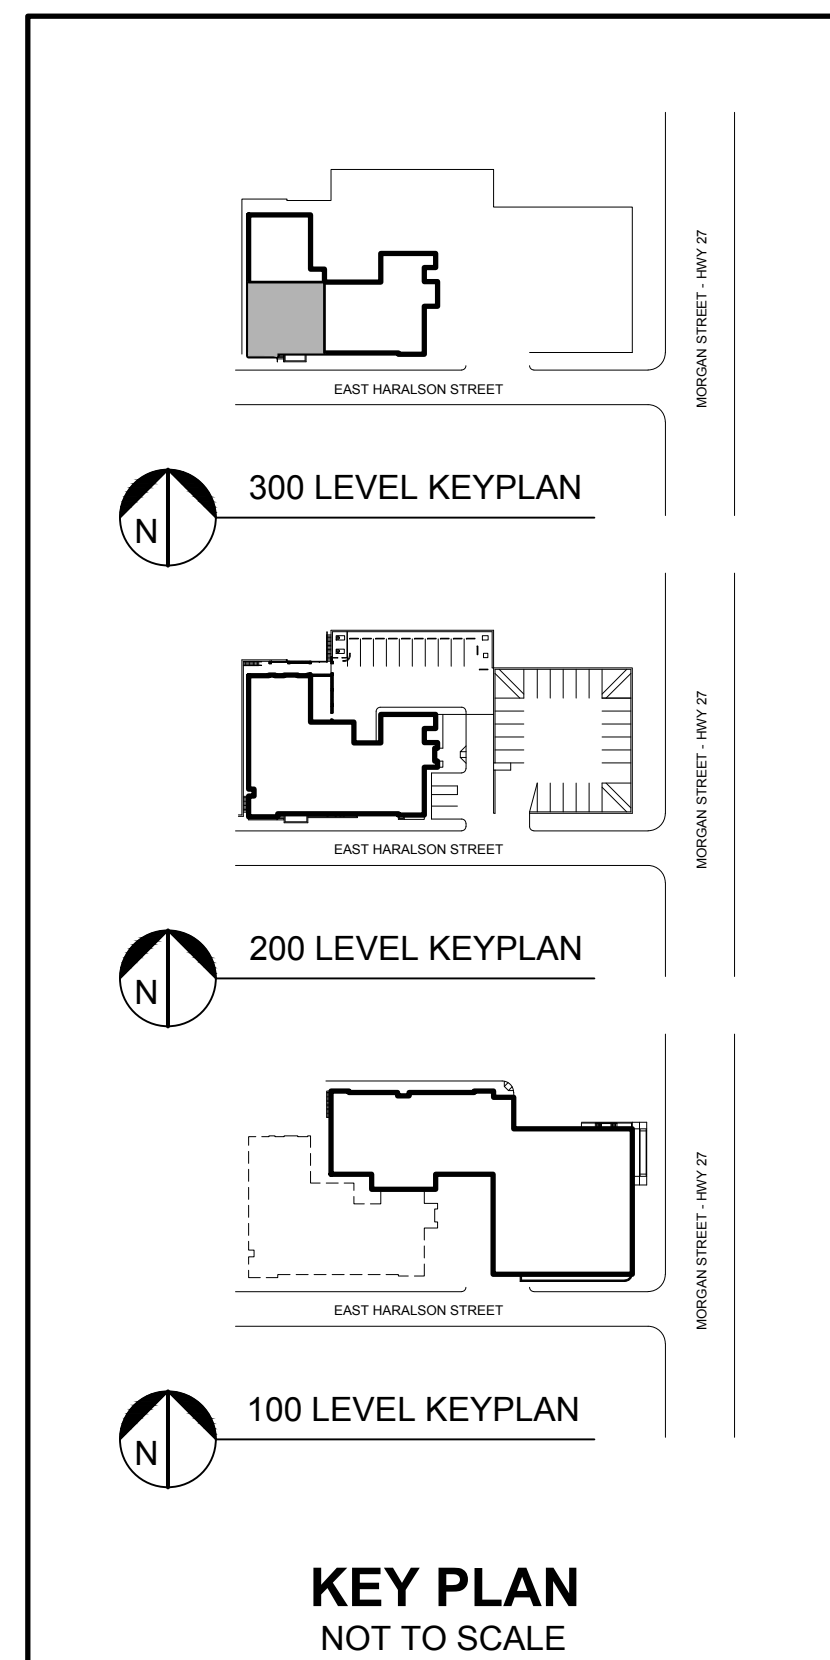 MORGAN STREET - HWY 27
EAST HARALSON STREET
N
300 LEVEL KEYPLAN
MORGAN STREET - HWY 27
EAST HARALSON STREET
N
200 LEVEL KEYPLAN
MORGAN STREET - HWY 27
EAST HARALSON STREET
N
100 LEVEL KEYPLAN
KEY PLAN
NOT TO SCALE